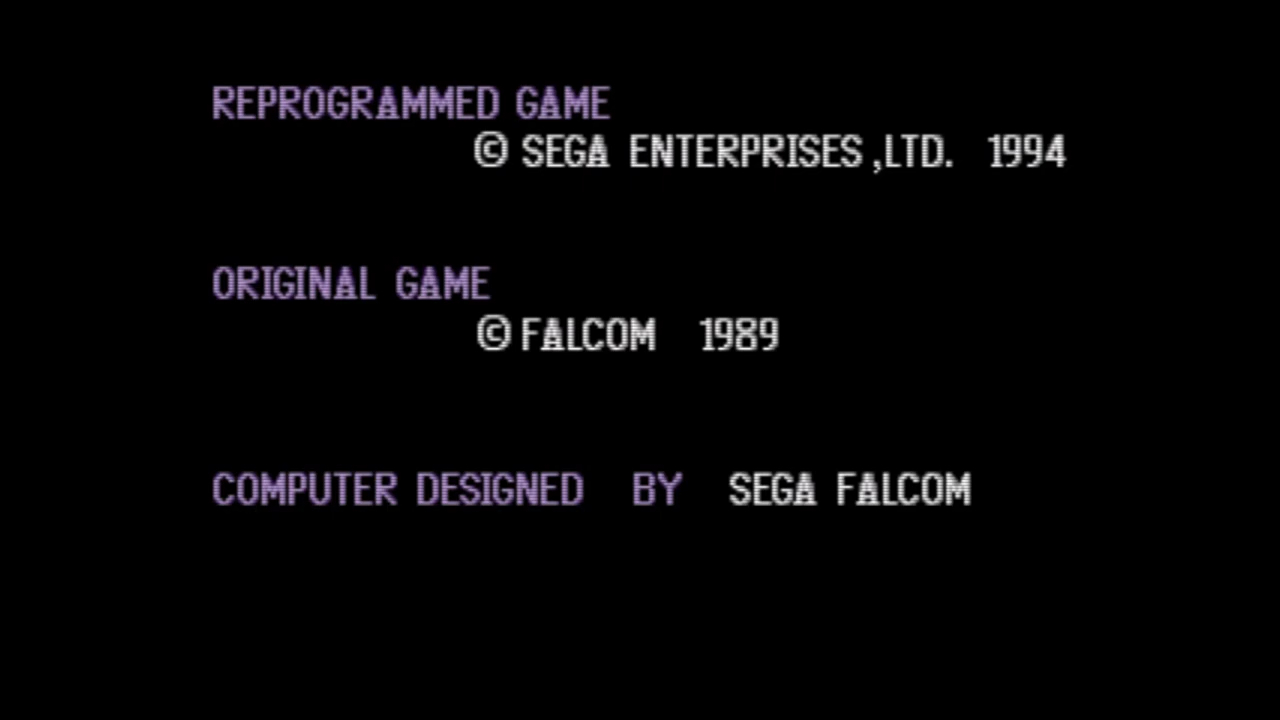 REPROGRAMMED GAME
© SEGA ENTERPRISES ,LTD. 1994
ORIGINAL GAME
© FALCOM 1989
COMPUTER DESIGNED BY SEGA FALCOM